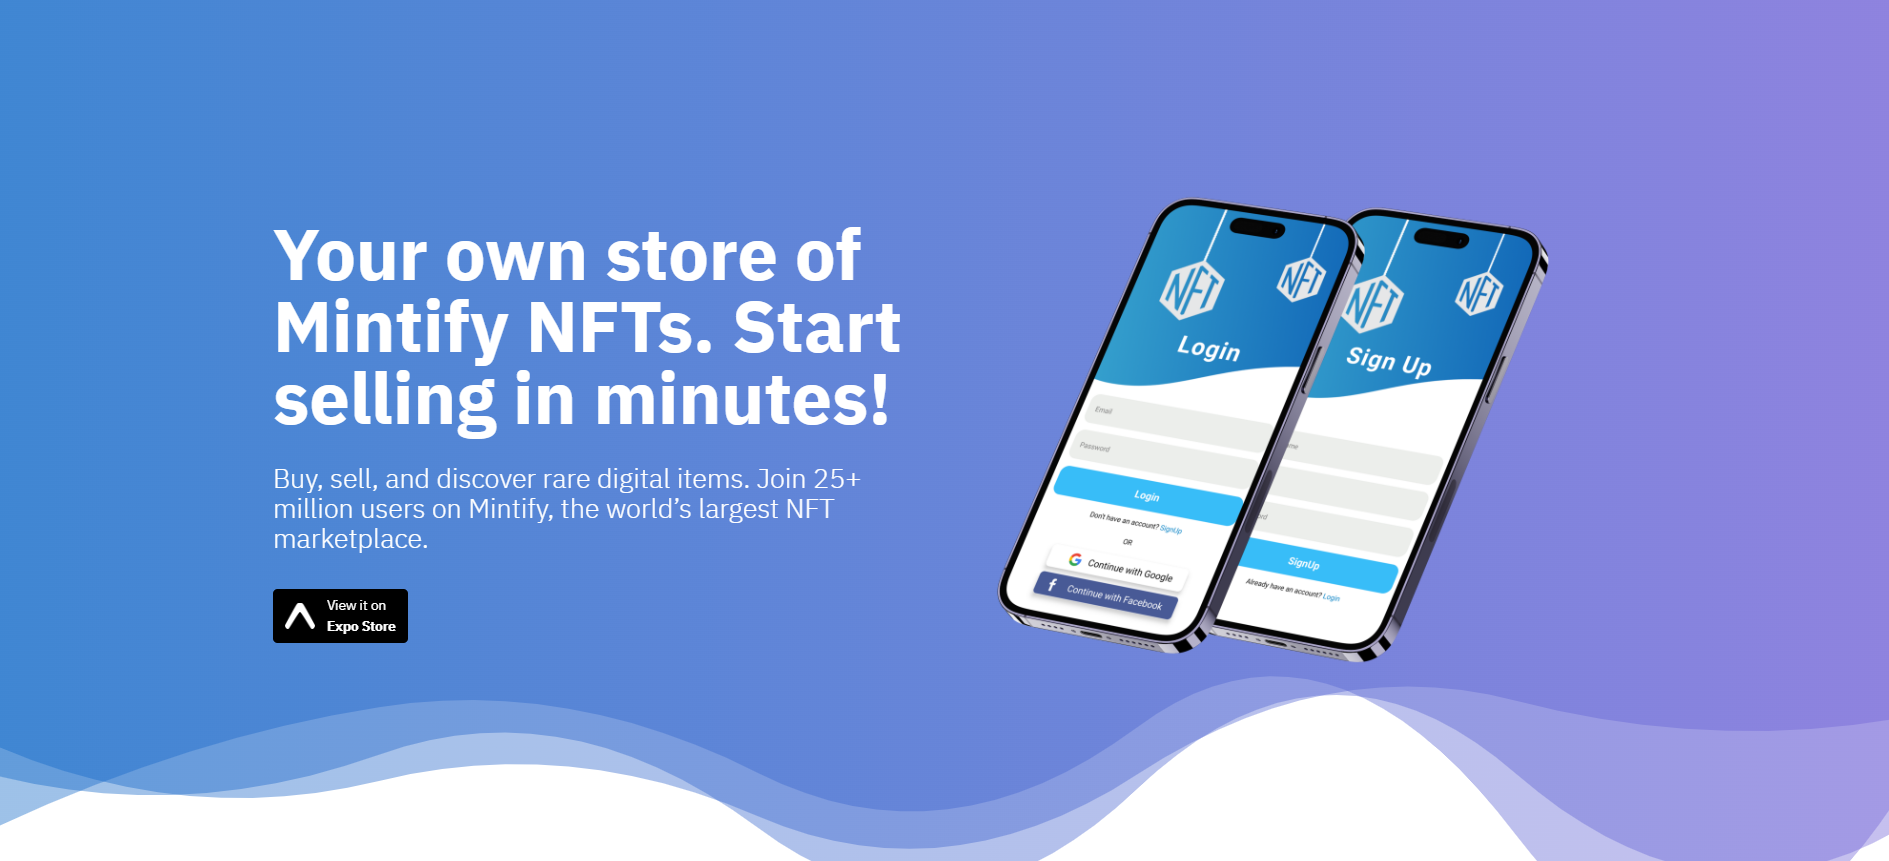 Your own store of
Mintify NFTs. Start
selling in minutes!
Buy, sell, and discover rare digital items. Join 25+
million users on Mintify, the world’s largest NFT
marketplace.
View it on
Expo Store
NFT
NFT
Login
Email
Password
Login
Don't have an account? SignUp
OR
Continue with Google
Continue with Facebook
NFT
NFT
Sign Up
me
ord
SignUp
Already have an account? Login